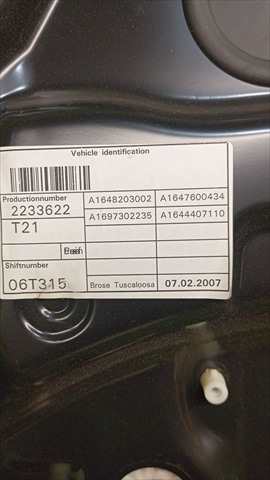 Vehicle identification
Productionnumber
2233622
T21
A1648203002 A1647600434
A1697302235 A1644407110
Shiftnumber
06T315
Brose Tuscaloosa 07.02.2007